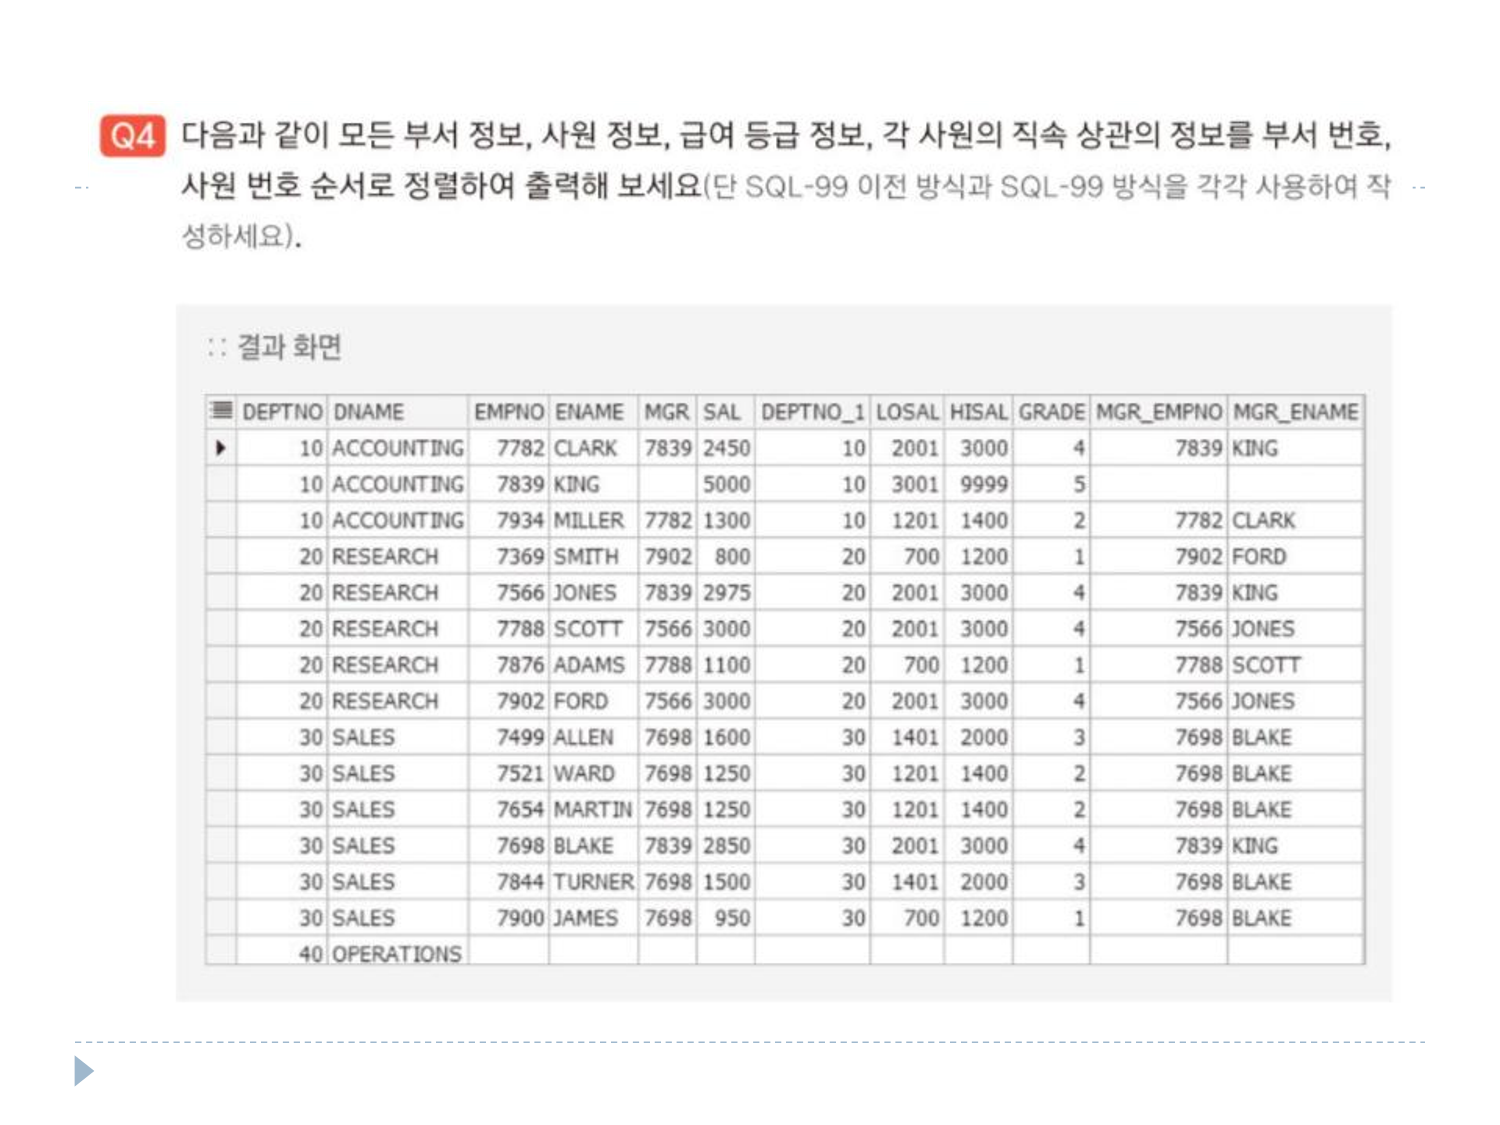 Q4 다음과 같이 모든 부서 정보, 사원 정보, 급여 등급 정보, 각 사원의 직속 상관의 정보를 부서 번호,
사원 번호 순서로 정렬하여 출력해 보세요(단 SQL-99 이전 방식과 SQL-99 방식을 각각 사용하여 작
성하세요).
:: 결과 화면
DEPTNO DNAME EMPNO ENAME MGR SAL DEPTNO_1 LOSAL HISAL GRADE MGR_EMPNO MGR_ENAME
10 ACCOUNTING 7782 CLARK 7839 2450 10 2001 3000 4 7839 KING
10 ACCOUNTING 7839 KING 5000 10 3001 9999 5
10 ACCOUNTING 7934 MILLER 7782 1300 10 1201 1400 2 7782 CLARK
20 RESEARCH 7369 SMITH 7902 800 20 700 1200 1 7902 FORD
20 RESEARCH 7566 JONES 7839 2975 20 2001 3000 4 7839 KING
20 RESEARCH 7788 SCOTT 7566 3000 20 2001 3000 4 7566 JONES
20 RESEARCH 7876 ADAMS 7788 1100 20 700 1200 1 7788 SCOTT
20 RESEARCH 7902 FORD 7566 3000 20 2001 3000 4 7566 JONES
30 SALES 7499 ALLEN 7698 1600 30 1401 2000 3 7698 BLAKE
30 SALES 7521 WARD 7698 1250 30 1201 1400 2 7698 BLAKE
30 SALES 7654 MARTIN 7698 1250 30 1201 1400 2 7698 BLAKE
30 SALES 7698 BLAKE 7839 2850 30 2001 3000 4 7839 KING
30 SALES 7844 TURNER 7698 1500 30 1401 2000 3 7698 BLAKE
30 SALES 7900 JAMES 7698 950 30 700 1200 1 7698 BLAKE
40 OPERATIONS